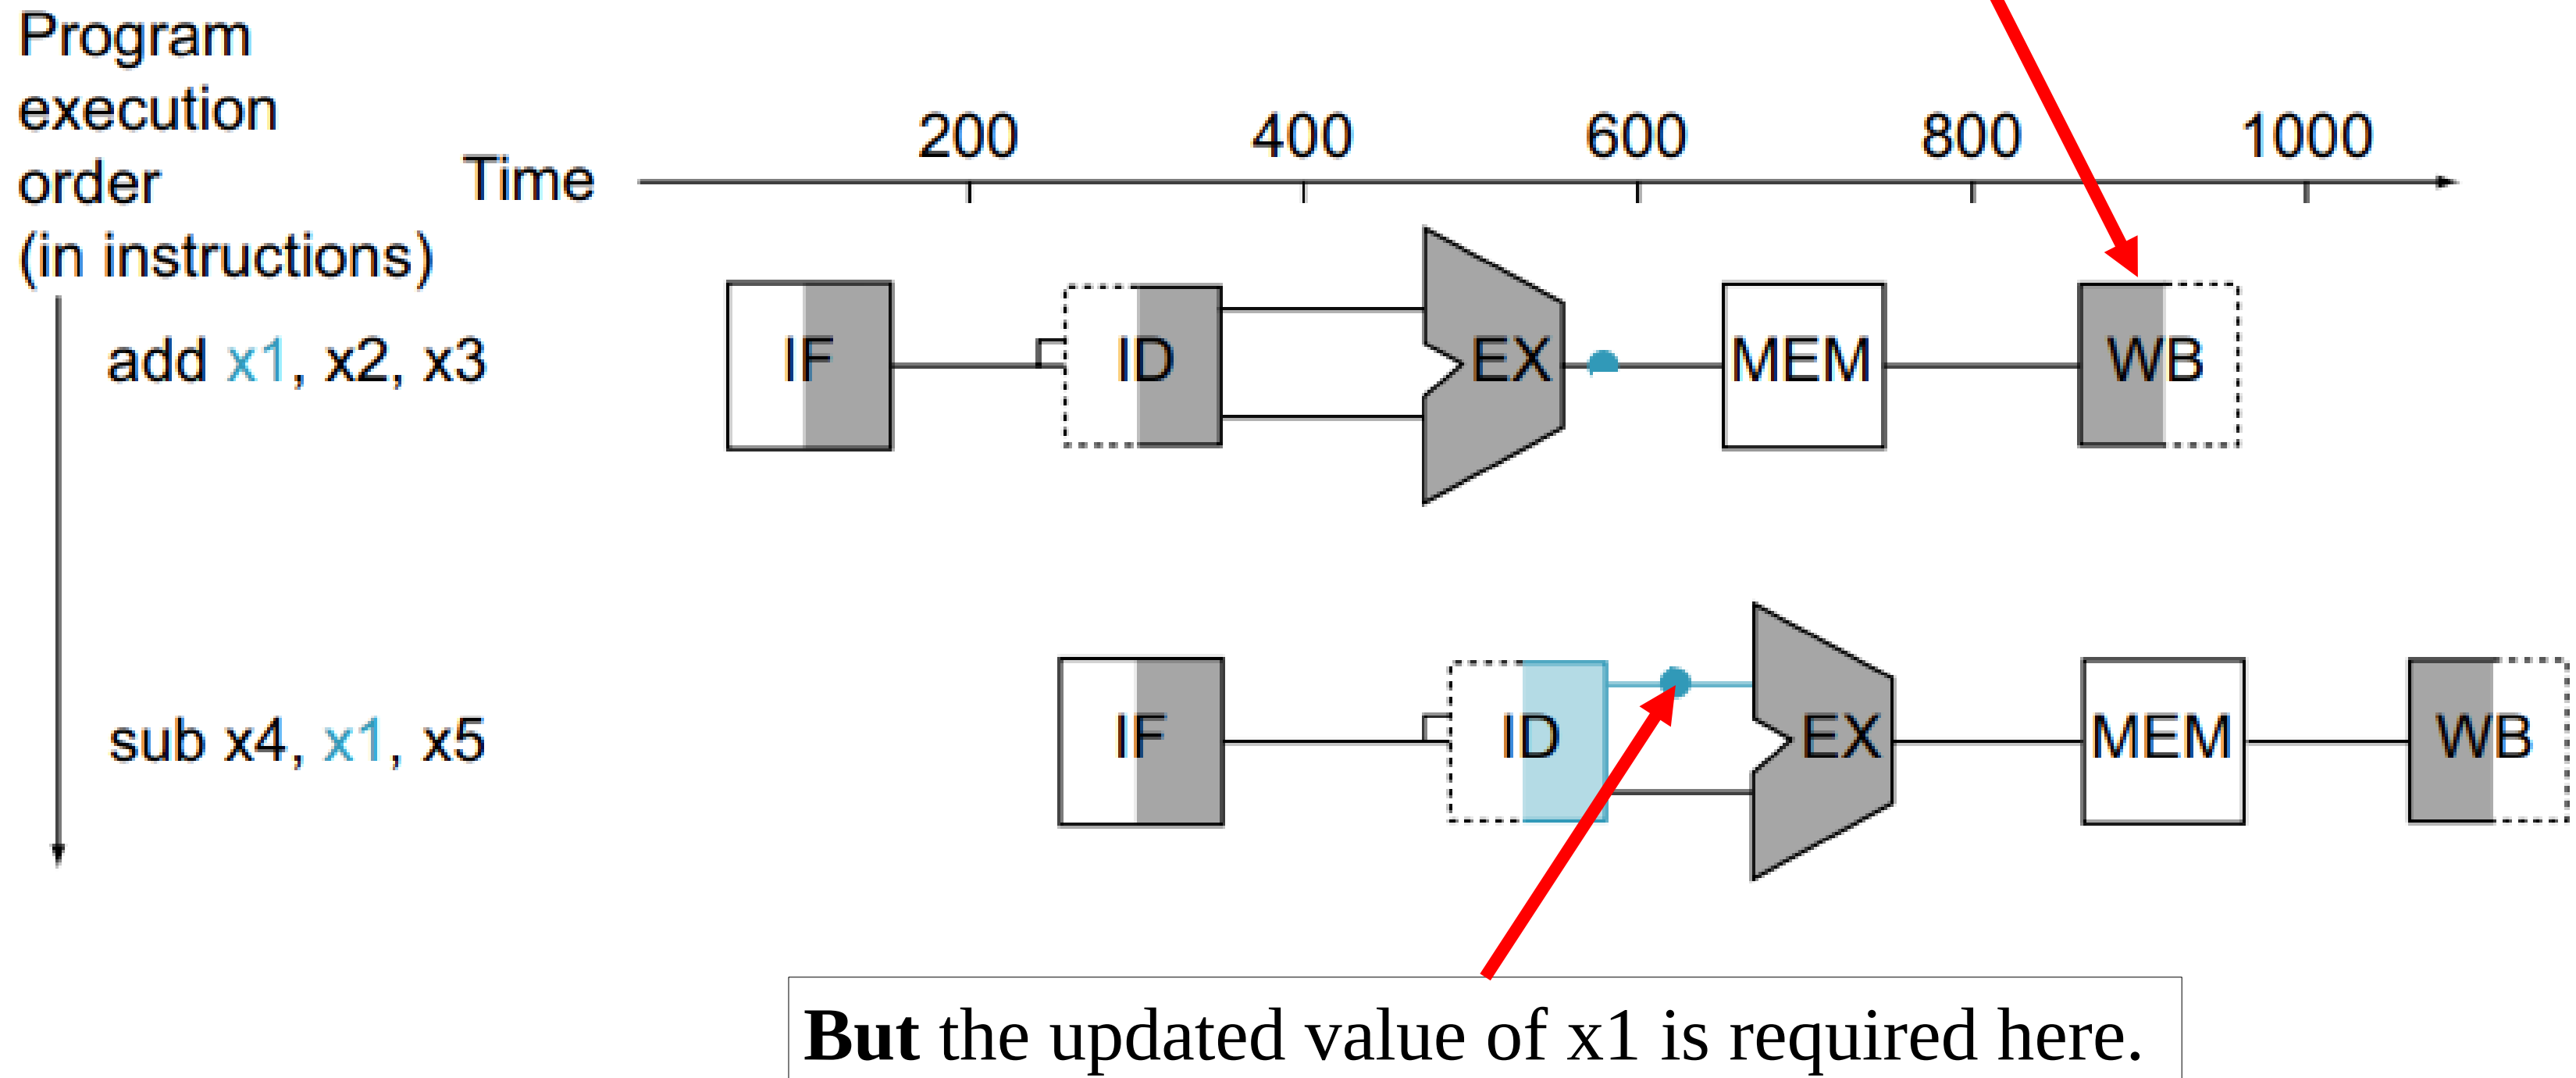 Program
execution
order
(in instructions)
Time
200 400 600 800 1000
add x1, x2, x3
IF ID EX MEM WB
sub x4, x1, x5
IF ID EX MEM WB
But the updated value of x1 is required here.